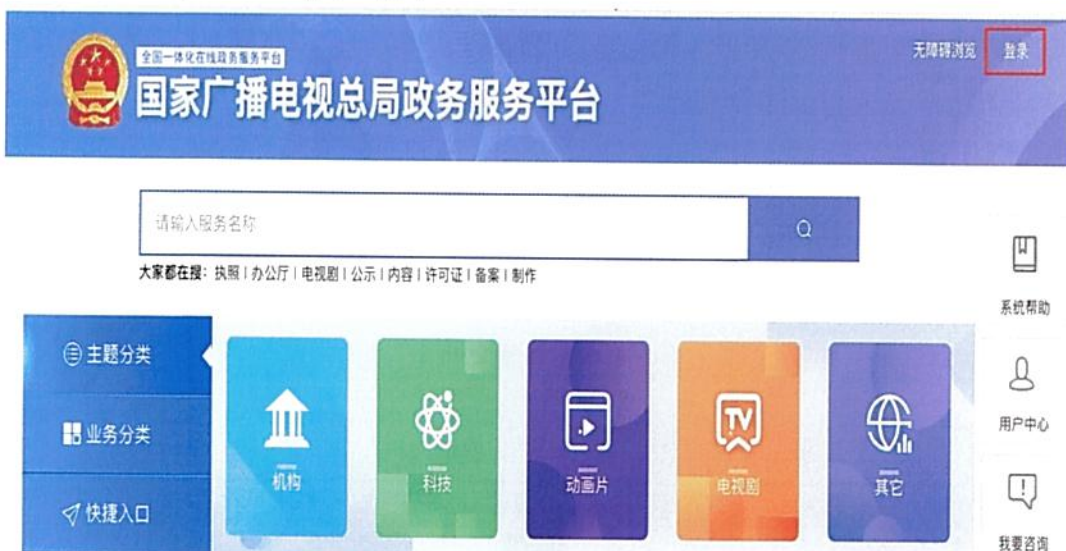 全国一体化在线政务服务平台
国家广播电视总局政务服务平台
无障碍浏览
登录
请输入服务名称
大家都在搜：执照 | 办公厅 | 电视剧 | 公示 | 内容 | 许可证 | 备案 | 制作
系统帮助
主题分类
业务分类
快捷入口
机构
科技
动画片
TV
电视剧
其它
用户中心
我要咨询